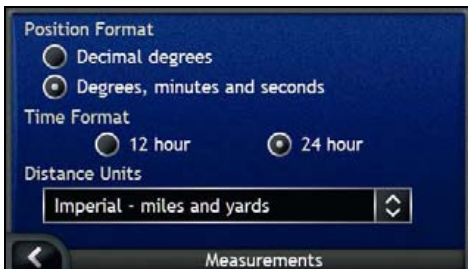 Position Format
Decimal degrees
Degrees, minutes and seconds
Time Format
12 hour 24 hour
Distance Units
Imperial - miles and yards
Measurements